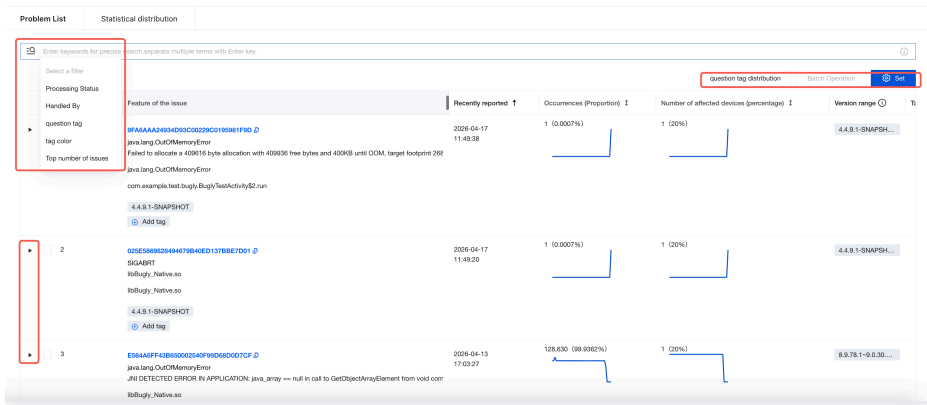 Problem List
Statistical distribution
Enter keywords for precise search,separate multiple terms with Enter key.
Select a filter
Processing Status
Handled By
question tag
tag color
Top number of issues
question tag distribution
Batch Operation
Set
Feature of the issue
Recently reported
Occurrences (Proportion)
Number of affected devices (percentage)
Version range
9FA6AAA24934D93C00229C0195981F9D
java.lang.OutOfMemoryError
Failed to allocate a 409616 byte allocation with 409936 free bytes and 400KB until OOM, target footprint 268
java.lang.OutOfMemoryError
com.example.test.bugly.BuglyTestActivity$2.run
4.4.9.1-SNAPSHOT
Add tag
2026-04-17
11:49:38
1 (0.0007%)
1 (20%)
4.4.9.1-SNAPSH...
2
025E5869828494679B40ED137BBE7D01
SIGABRT
libBugly_Native.so
libBugly_Native.so
4.4.9.1-SNAPSHOT
Add tag
2026-04-17
11:49:20
1 (0.0007%)
1 (20%)
4.4.9.1-SNAPSH...
3
E564A6FF43B650002540F99D68D0D7CF
java.lang.OutOfMemoryError
JNI DETECTED ERROR IN APPLICATION: java_array == null in call to GetObjectArrayElement from void com
libBugly_Native.so
2026-04-13
17:03:27
128,630 (99.9362%)
1 (20%)
8.9.78.1~9.0.30....